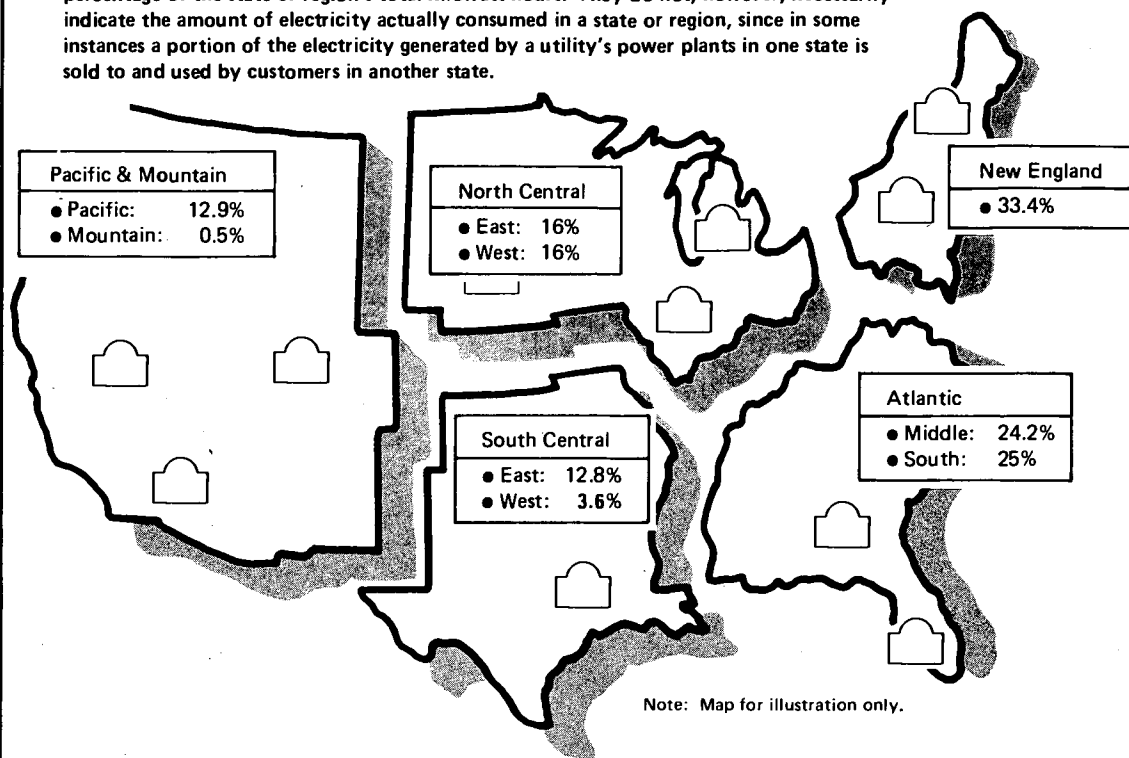 indicate the amount of electricity actually consumed in a state or region, since in some
instances a portion of the electricity generated by a utility's power plants in one state is
sold to and used by customers in another state.
Pacific & Mountain
● Pacific: 12.9%
● Mountain: 0.5%
North Central
● East: 16%
● West: 16%
New England
● 33.4%
South Central
● East: 12.8%
● West: 3.6%
Atlantic
● Middle: 24.2%
● South: 25%
Note: Map for illustration only.